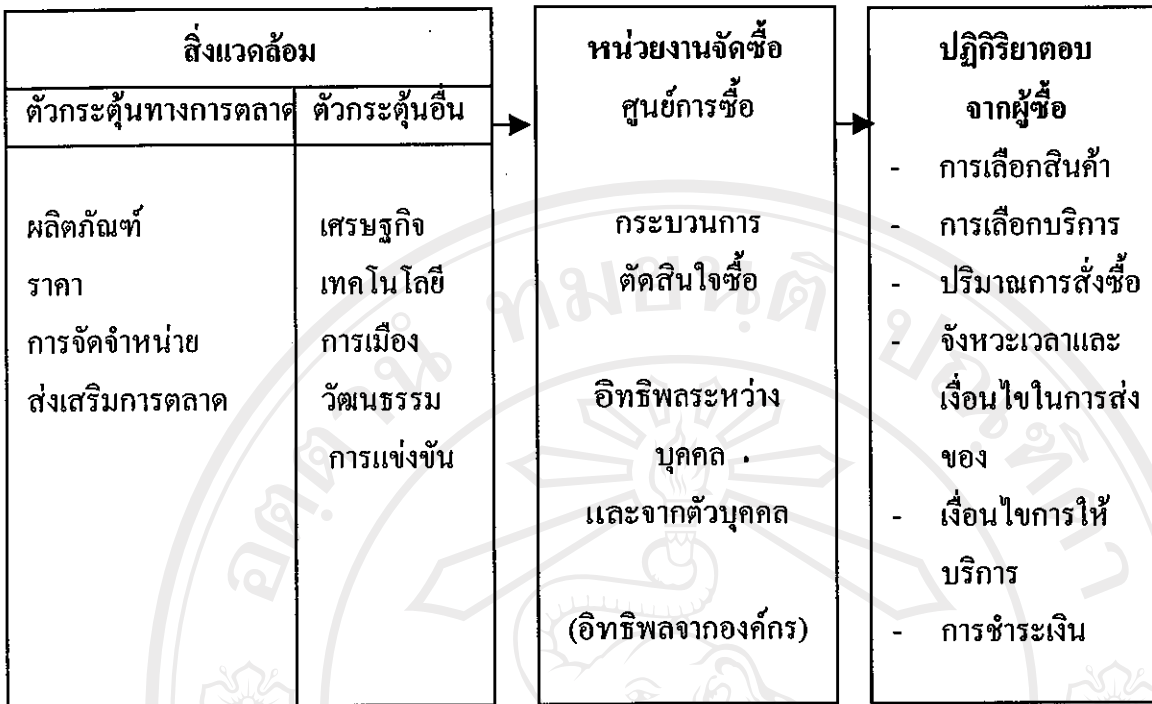 สิ่งแวดล้อม
ตัวกระตุ้นทางการตลาด ตัวกระตุ้นอื่น
ผลิตภัณฑ์ เศรษฐกิจ
ราคา เทคโนโลยี
การจัดจำหน่าย การเมือง
ส่งเสริมการตลาด วัฒนธรรม
การแข่งขัน
หน่วยงานจัดซื้อ
ศูนย์การซื้อ
กระบวนการ
ตัดสินใจซื้อ
อิทธิพลระหว่าง
บุคคล
และจากตัวบุคคล
(อิทธิพลจากองค์กร)
ปฏิกิริยาตอบ
จากผู้ซื้อ
- การเลือกสินค้า
- การเลือกบริการ
- ปริมาณการสั่งซื้อ
- จังหวะเวลาและ
เงื่อนไขในการส่ง
ของ
- เงื่อนไขการให้
บริการ
- การชำระเงิน
อตฺตานํ ทมยนฺติ ปณฺฑิตา